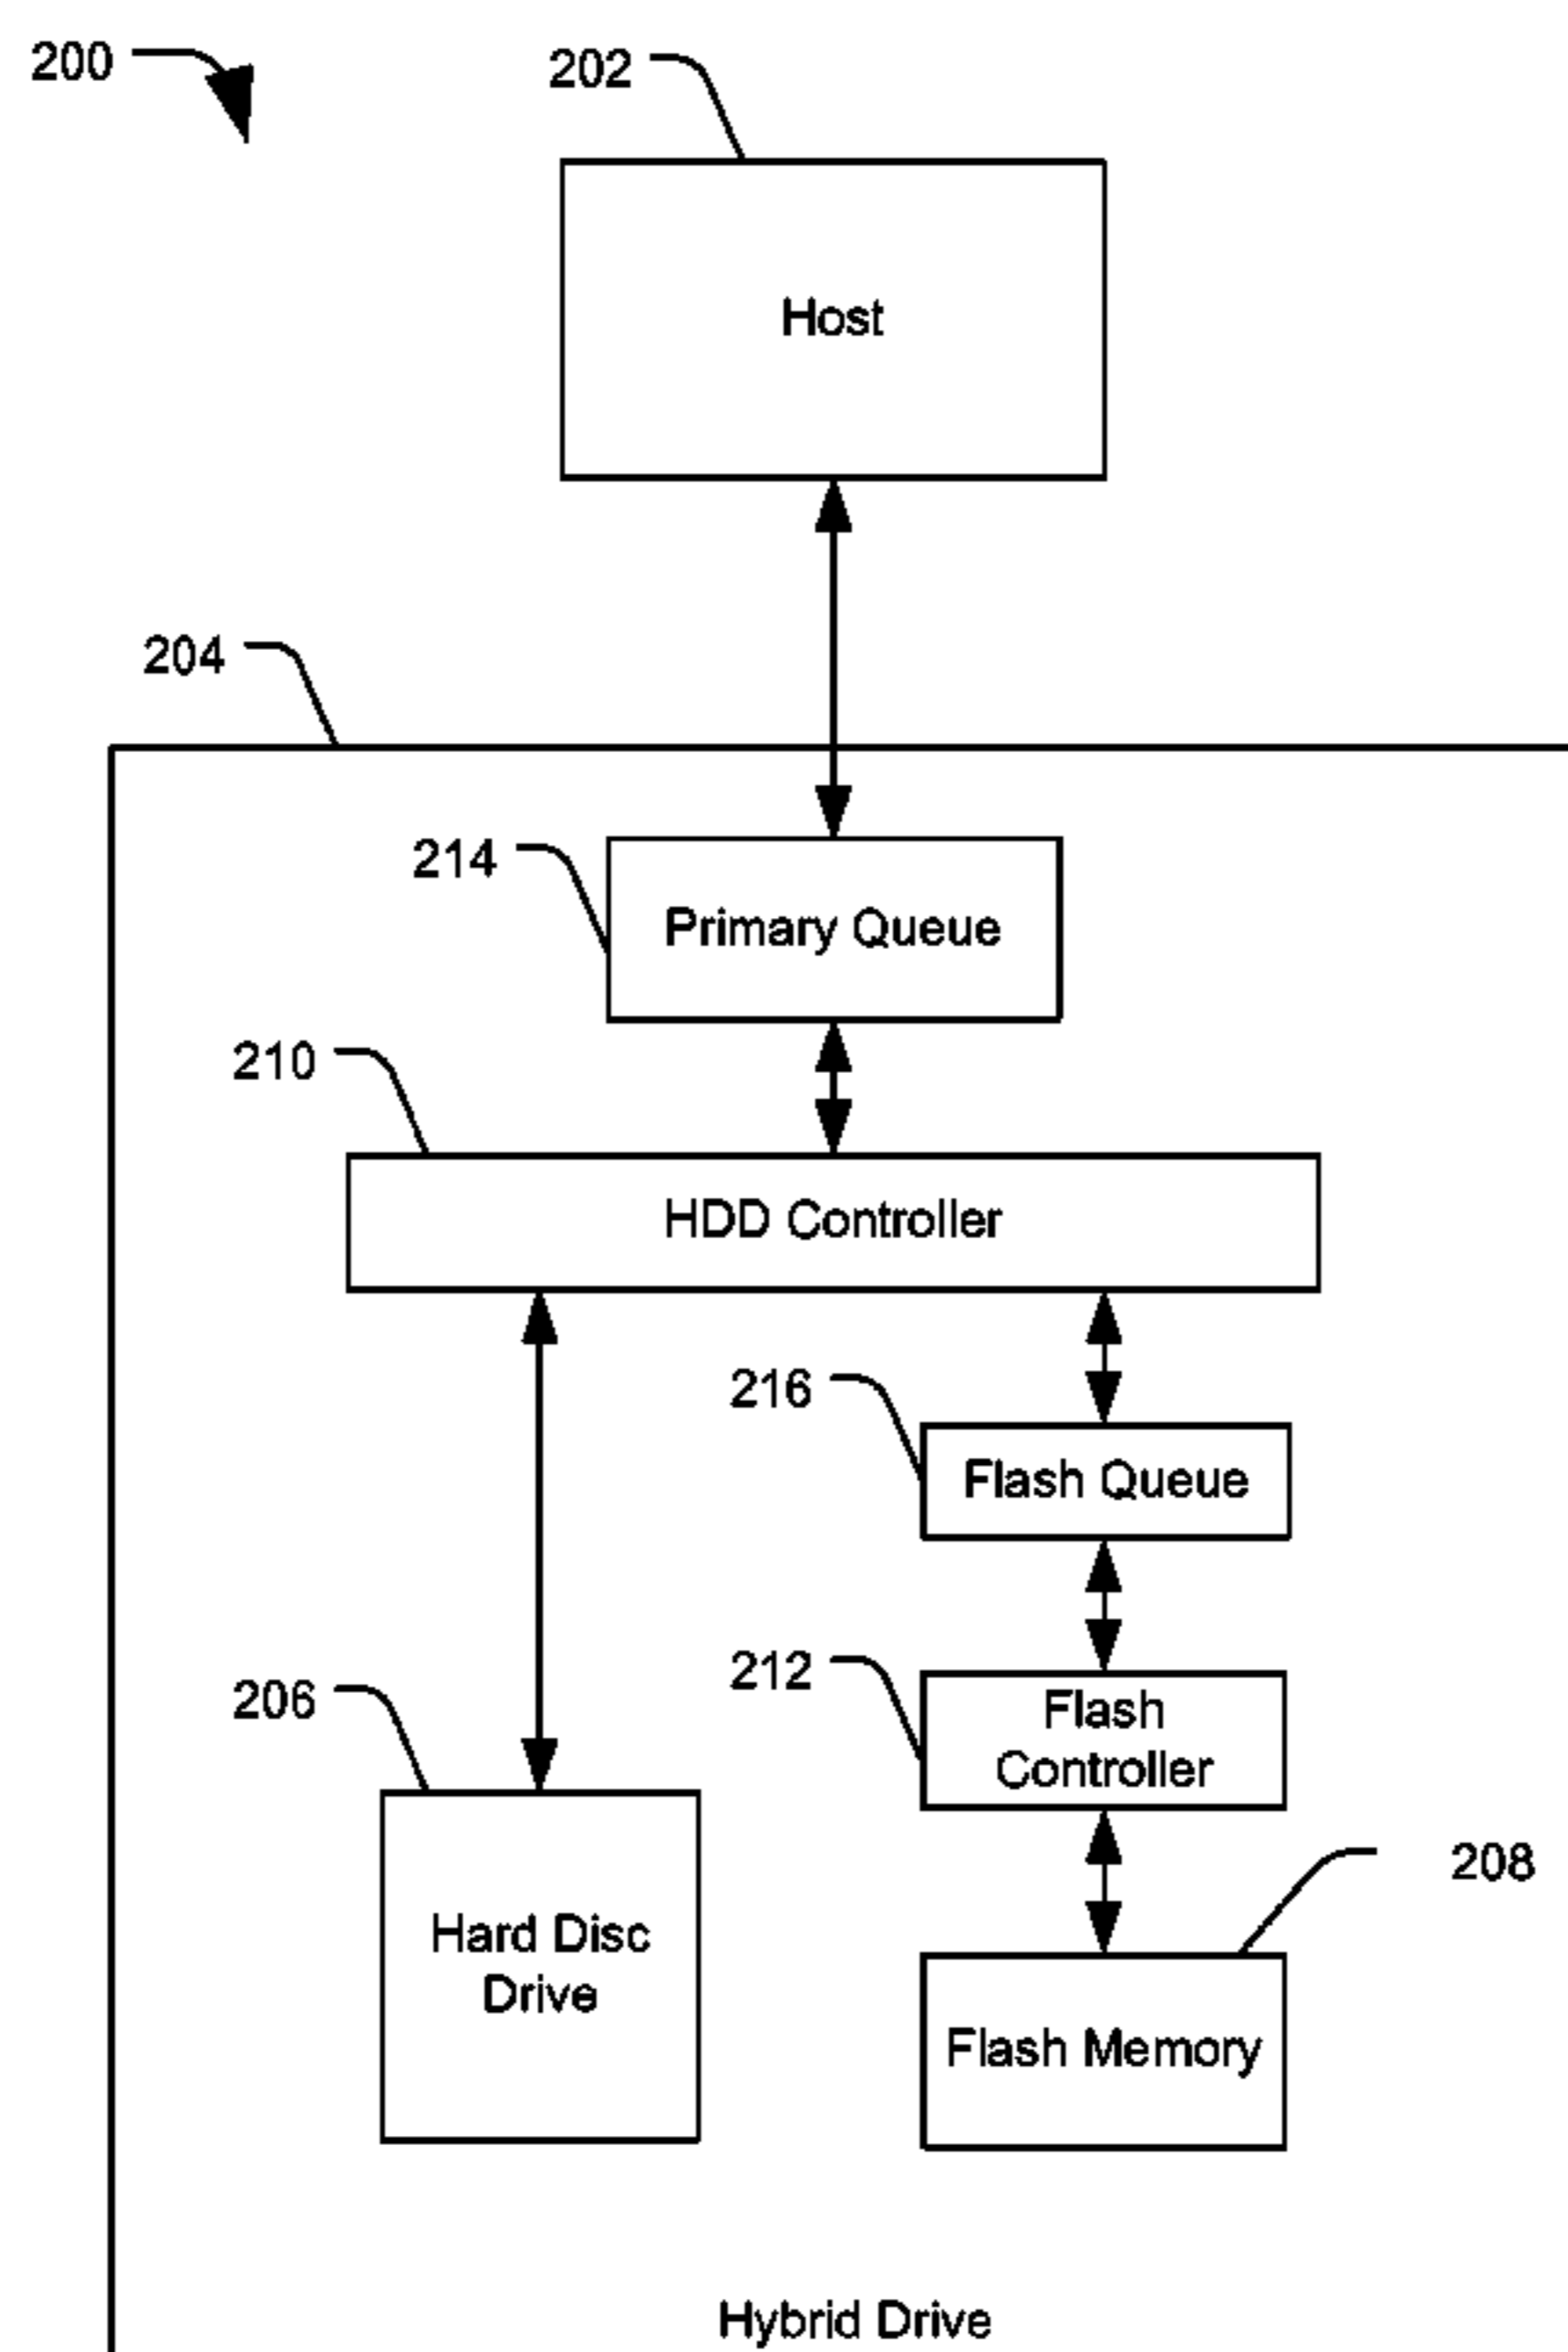 200
202
Host
204
214
Primary Queue
210
HDD Controller
216
Flash Queue
212
Flash
Controller
206
208
Hard Disc
Drive
Flash Memory
Hybrid Drive